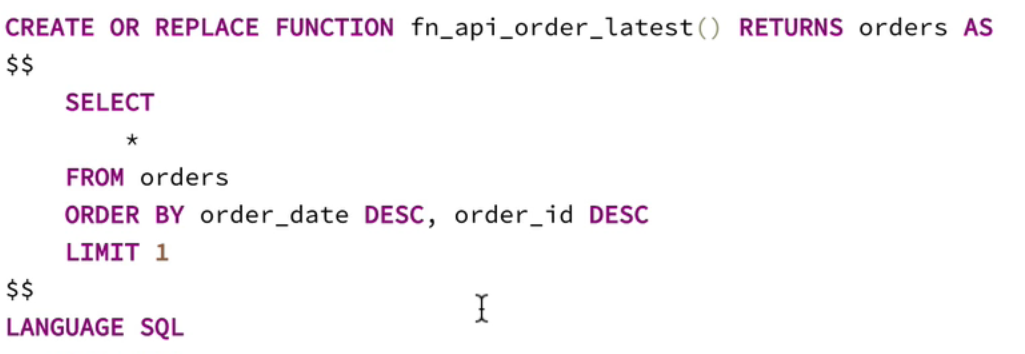 CREATE OR REPLACE FUNCTION fn_api_order_latest() RETURNS orders AS
$$
SELECT
*
FROM orders
ORDER BY order_date DESC, order_id DESC
LIMIT 1
$$
LANGUAGE SQL